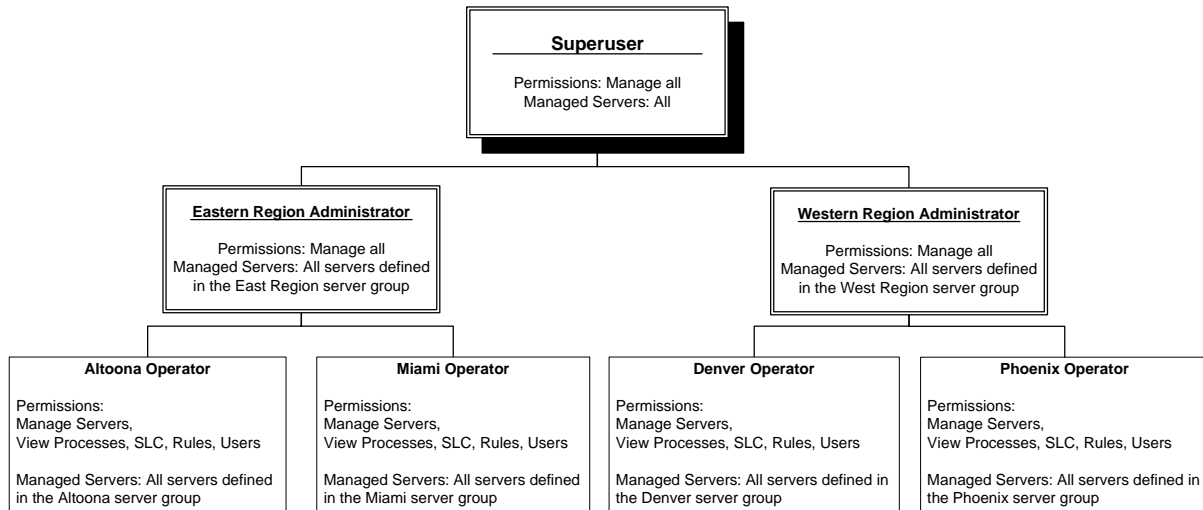 Superuser
Permissions: Manage all
Managed Servers: All
Eastern Region Administrator
Permissions: Manage all
Managed Servers: All servers defined
in the East Region server group
Western Region Administrator
Permissions: Manage all
Managed Servers: All servers defined
in the West Region server group
Altoona Operator
Permissions:
Manage Servers,
View Processes, SLC, Rules, Users
Managed Servers: All servers defined
in the Altoona server group
Miami Operator
Permissions:
Manage Servers,
View Processes, SLC, Rules, Users
Managed Servers: All servers defined
in the Miami server group
Denver Operator
Permissions:
Manage Servers,
View Processes, SLC, Rules, Users
Managed Servers: All servers defined in
the Denver server group
Phoenix Operator
Permissions:
Manage Servers,
View Processes, SLC, Rules, Users
Managed Servers: All servers defined in
the Phoenix server group